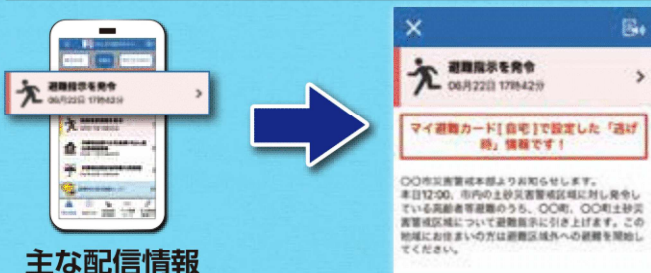 避難指示を発令
06月22日 17時42分
主な配信情報
避難指示を発令
06月22日 17時42分
マイ避難カード[自宅]で設定した「逃げ
時」情報です!
〇〇市災害警戒本部よりお知らせします。
本日12:00、市内の土砂災害警戒区域に対し発令し
ている高齢者等避難のうち、〇〇町、〇〇町土砂災
害警戒区域について避難指示に引き上げます。この
地域にお住まいの方は避難区域外への避難を開始し
てください。